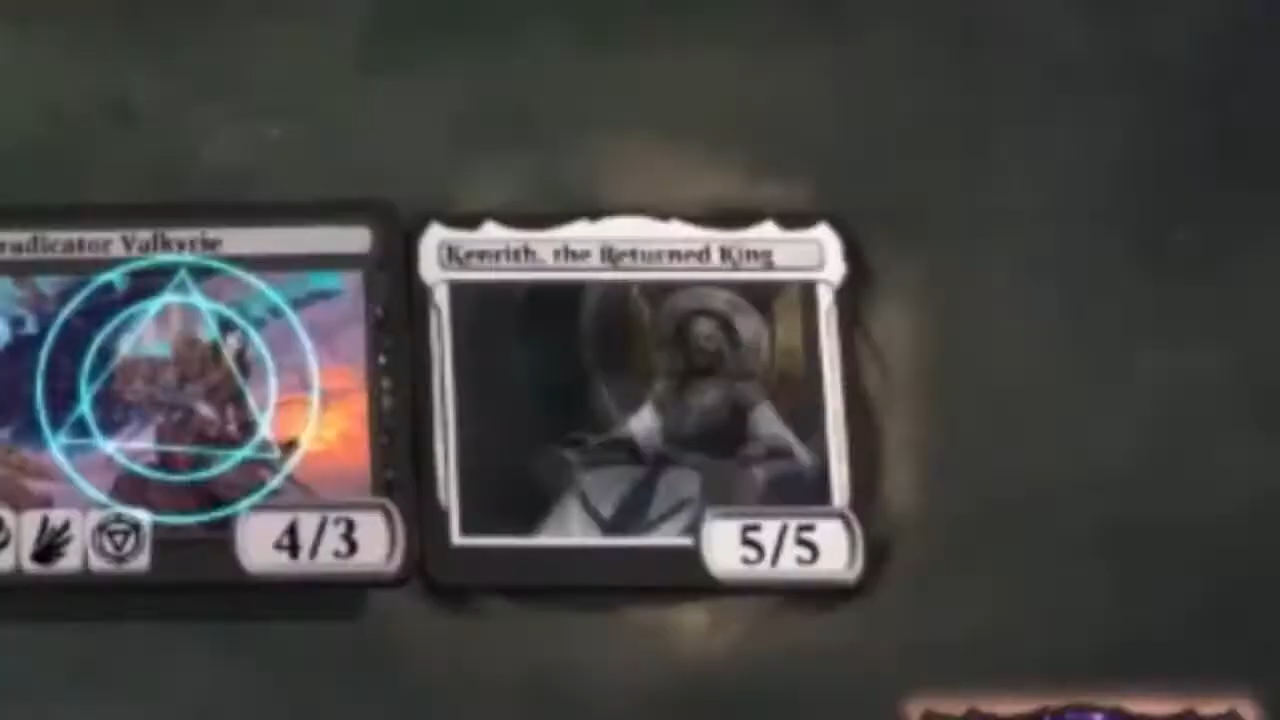 radicator Valkyrie
Kenrith, the Returned King
4/3
5/5